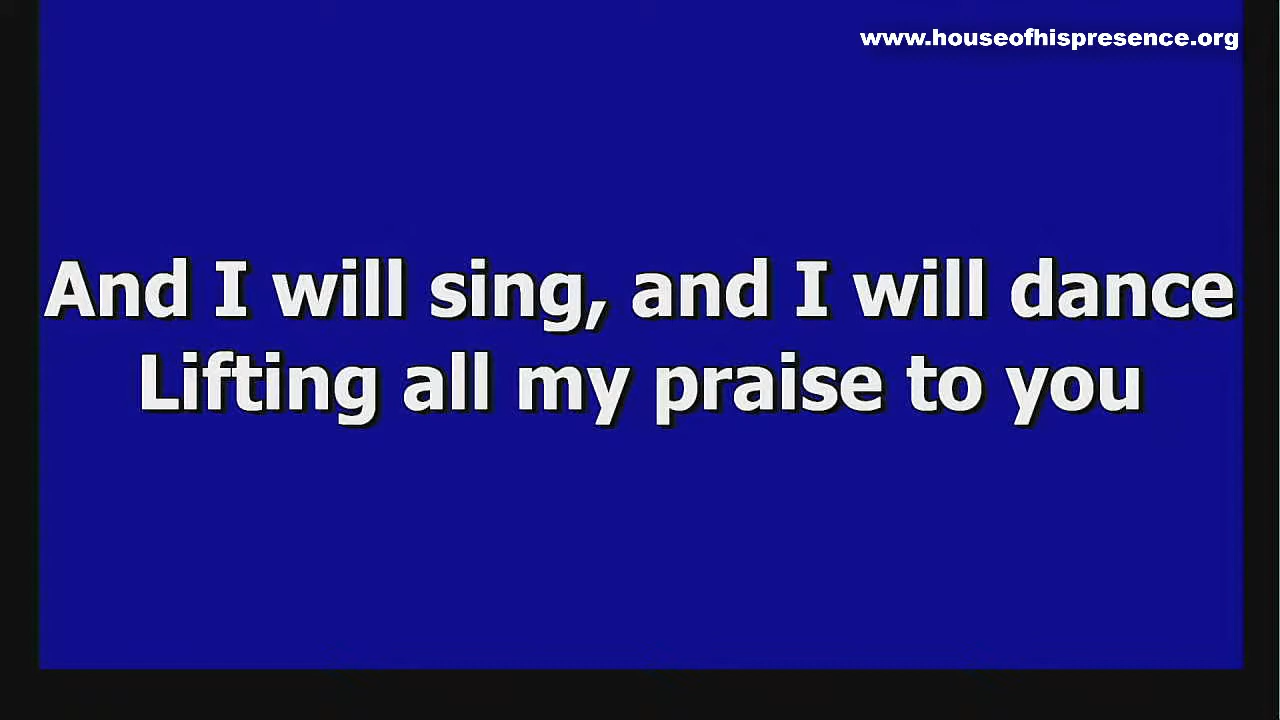 www.houseofhispresence.org
And I will sing, and I will dance
Lifting all my praise to you